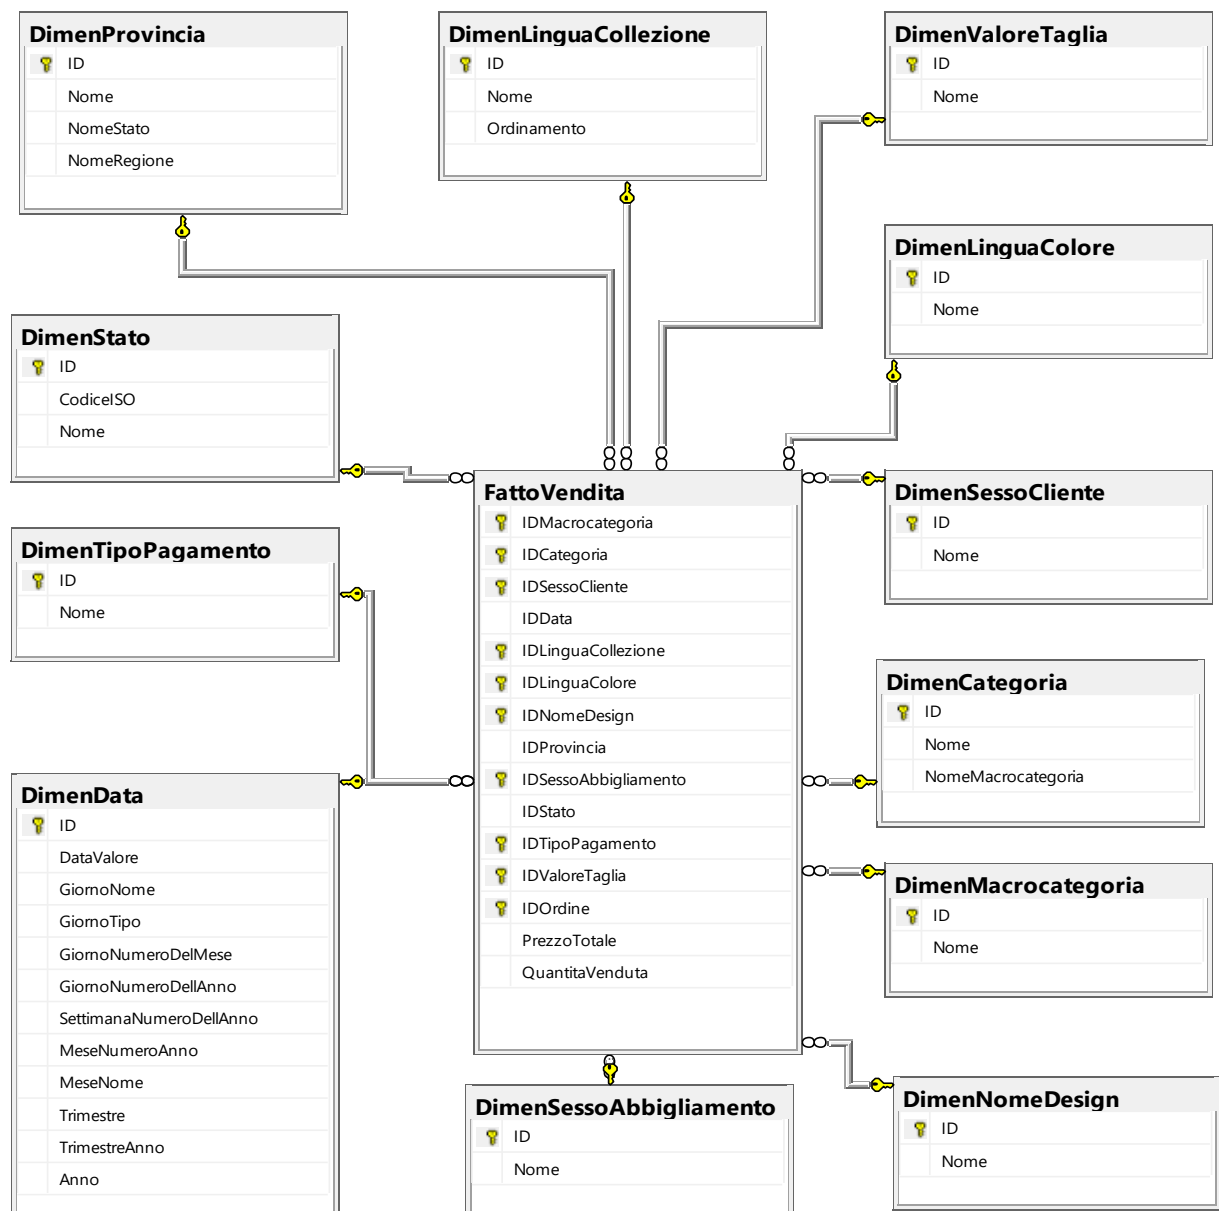 DimenProvincia
ID
Nome
NomeStato
NomeRegione
DimenLinguaCollezione
ID
Nome
Ordinamento
DimenValoreTaglia
ID
Nome
DimenLinguaColore
ID
Nome
DimenStato
ID
CodiceISO
Nome
DimenTipoPagamento
ID
Nome
DimenData
ID
DataValore
GiornoNome
GiornoTipo
GiornoNumeroDelMese
GiornoNumeroDellAnno
SettimanaNumeroDellAnno
MeseNumeroAnno
MeseNome
Trimestre
TrimestreAnno
Anno
FattoVendita
IDMacrocategoria
IDCategoria
IDSessoCliente
IDData
IDLinguaCollezione
IDLinguaColore
IDNomeDesign
IDProvincia
IDSessoAbbigliamento
IDStato
IDTipoPagamento
IDValoreTaglia
IDOrdine
PrezzoTotale
QuantitaVenduta
DimenSessoCliente
ID
Nome
DimenCategoria
ID
Nome
NomeMacrocategoria
DimenMacrocategoria
ID
Nome
DimenSessoAbbigliamento
ID
Nome
DimenNomeDesign
ID
Nome